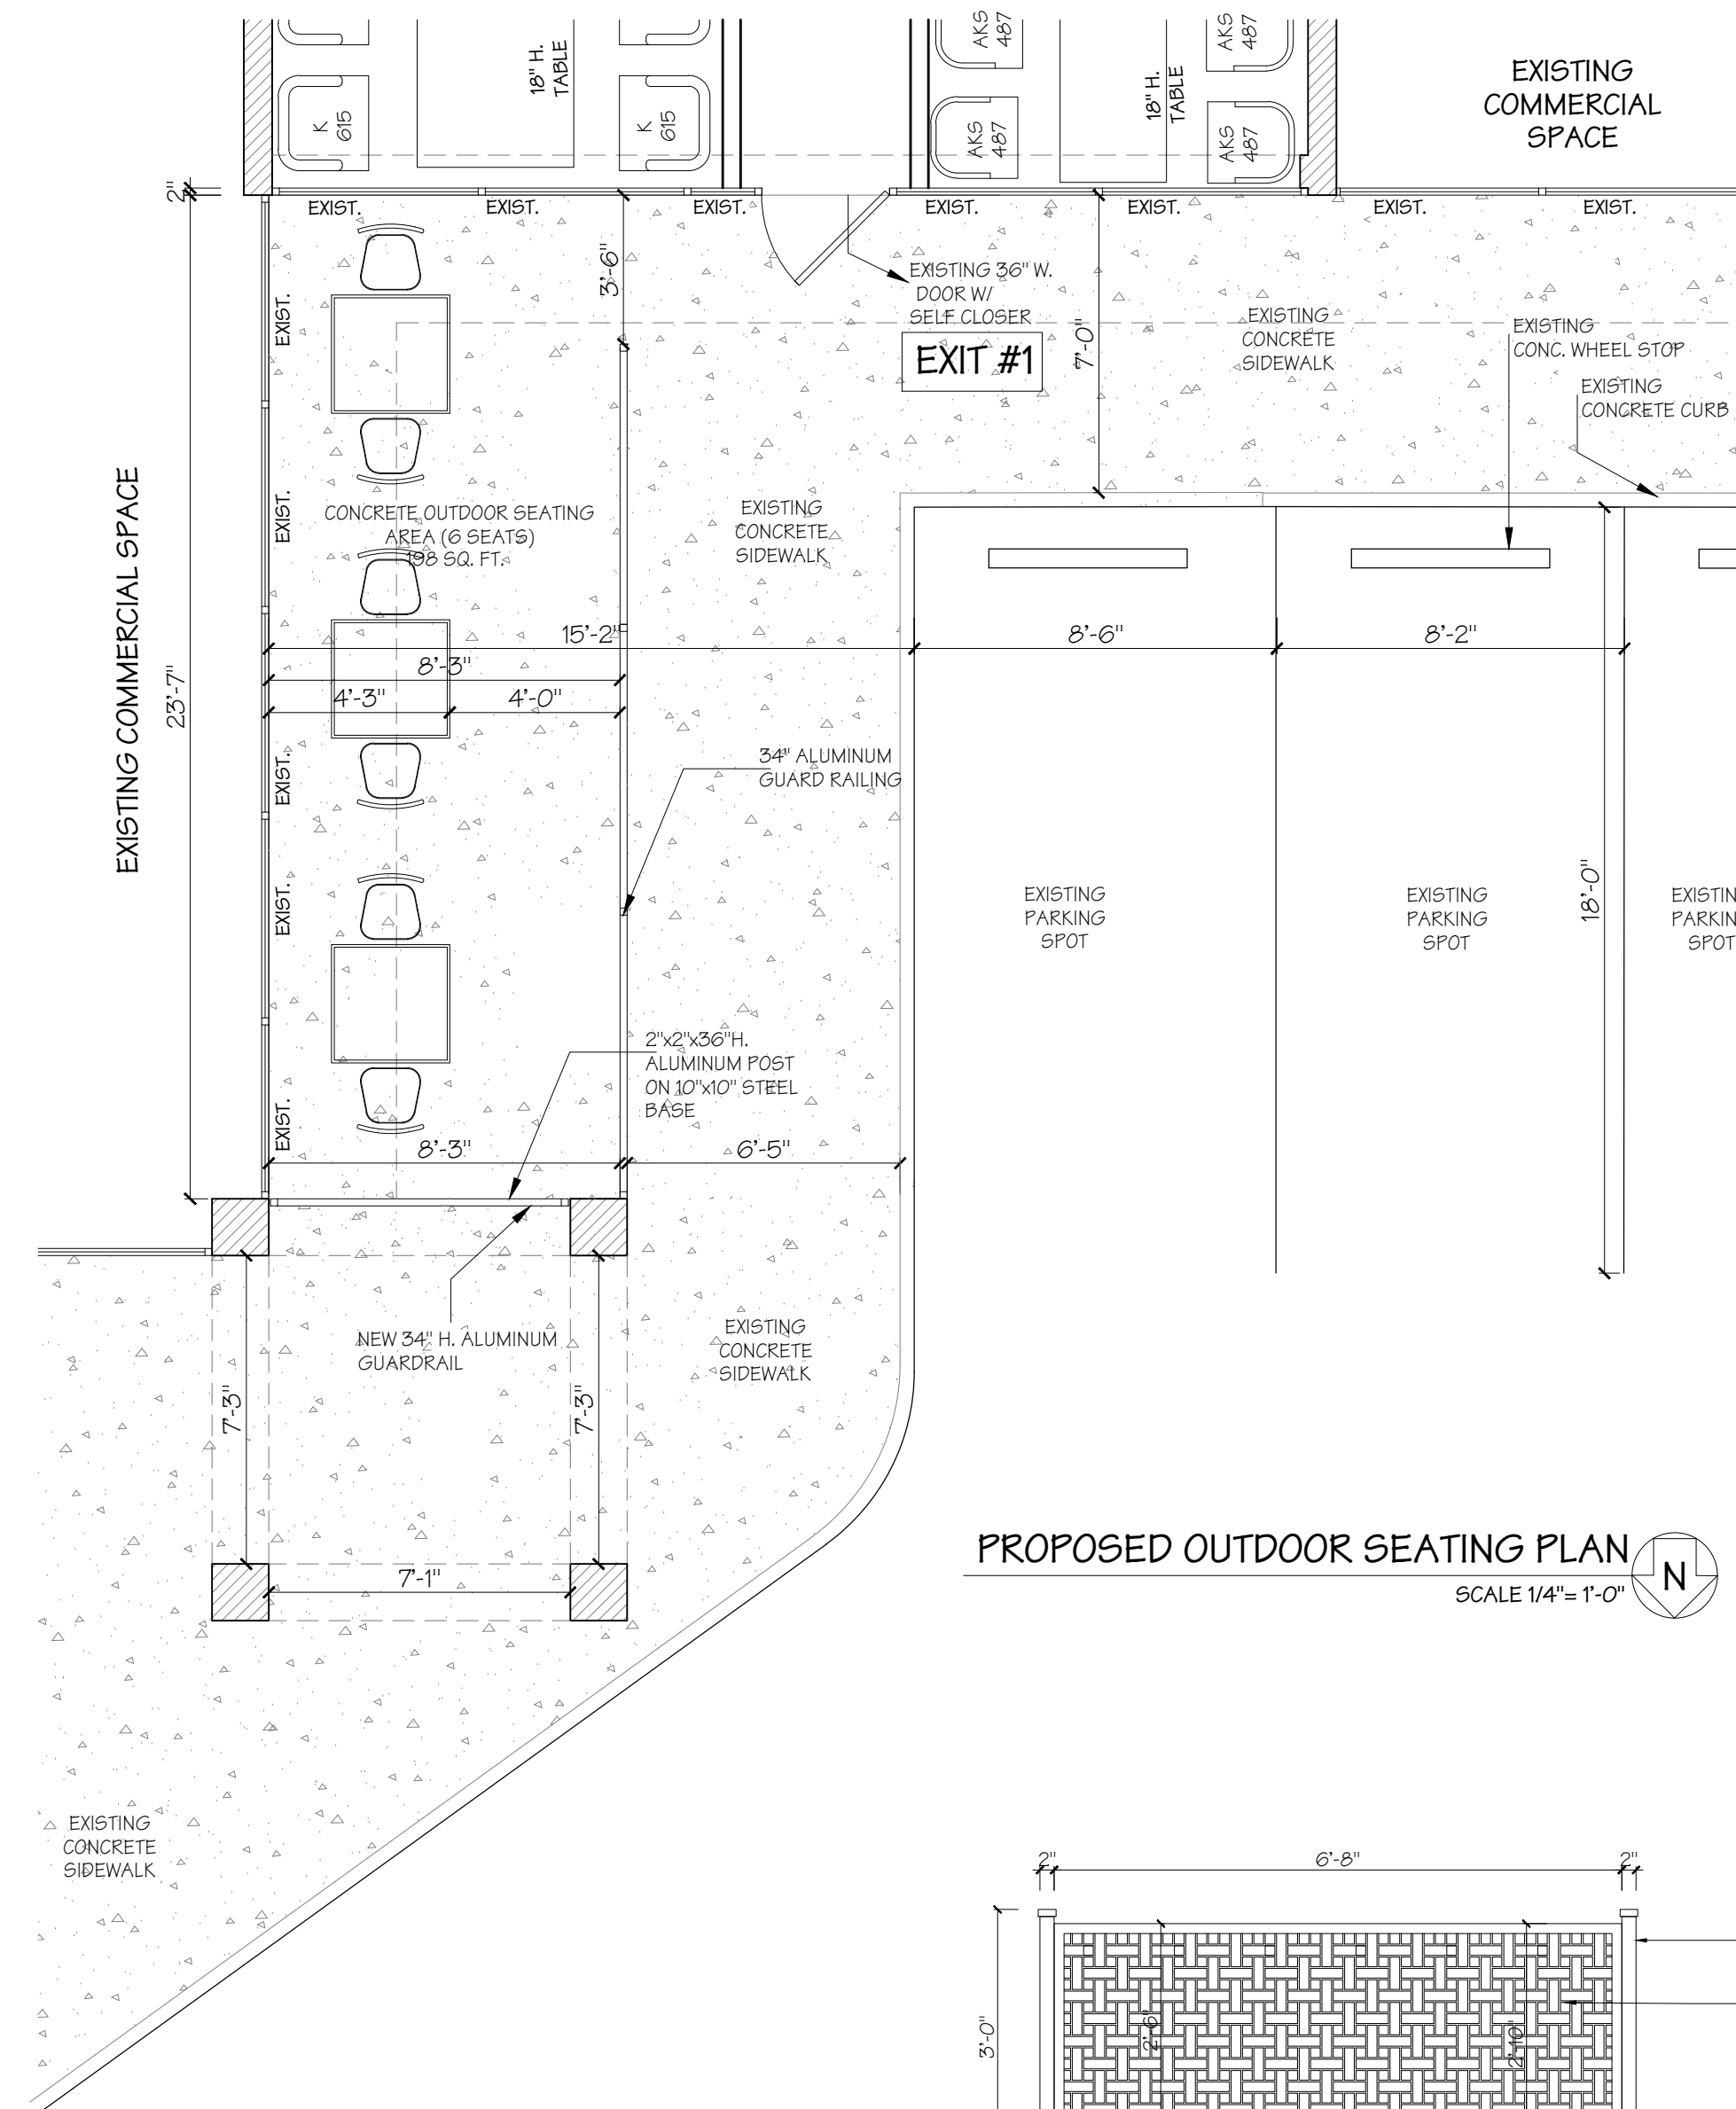 18" H.
TABLE
AKS
487
AKS
487
18" H.
TABLE
K
615
K
615
AKS
487
AKS
487
EXISTING
COMMERCIAL
SPACE
2"
EXIST.
EXIST.
EXIST.
EXIST.
EXIST.
EXIST.
EXIST.
3'-6"
EXISTING 36" W.
DOOR W/
SELF CLOSER
EXIT #1
7'-0"
EXISTING
CONCRETE
SIDEWALK
EXISTING
CONC. WHEEL STOP
EXISTING
CONCRETE CURB
EXIST.
EXIST.
CONCRETE OUTDOOR SEATING
AREA (6 SEATS)
198 SQ. FT.
EXISTING
CONCRETE
SIDEWALK
EXISTING COMMERCIAL SPACE
23'-7"
15'-2"
8'-6"
8'-2"
8'-3"
4'-3"
4'-0"
EXIST.
34" ALUMINUM
GUARD RAILING
EXIST.
EXISTING
PARKING
SPOT
EXISTING
PARKING
SPOT
18'-0"
EXISTIN
PARKIN
SPOT
2"x2"x36"H.
ALUMINUM POST
ON 10"x10" STEEL
BASE
EXIST.
8'-3"
6'-5"
NEW 34" H. ALUMINUM
GUARDRAIL
EXISTING
CONCRETE
SIDEWALK
7'-3"
7'-3"
7'-1"
PROPOSED OUTDOOR SEATING PLAN
SCALE 1/4"= 1'-0"
N
EXISTING
CONCRETE
SIDEWALK
2"
6'-8"
2"
3'-0"
2'-6"
2'-10"